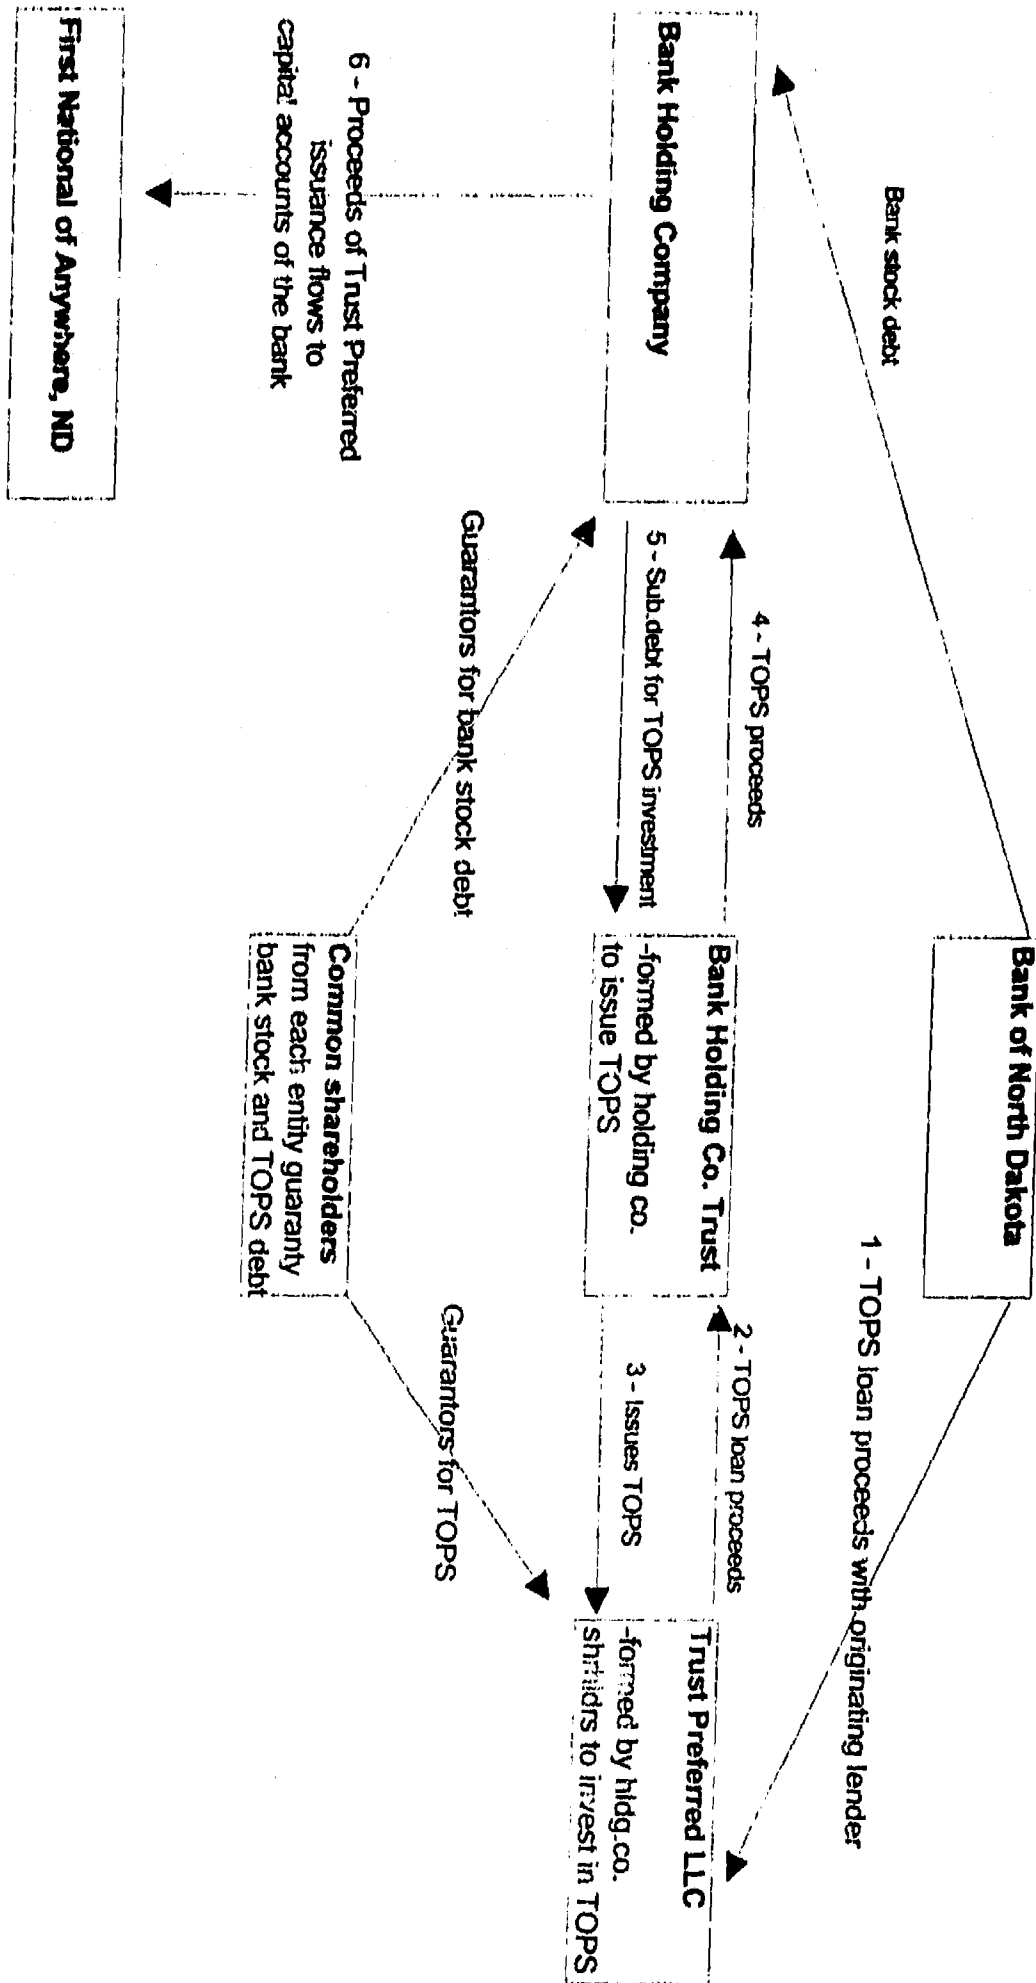 Bank of North Dakota
Bank stock debt
1 - TOPS loan proceeds with originating lender
Bank Holding Company
4 - TOPS proceeds
5 - Sub.debt for TOPS investment
Bank Holding Co. Trust
-formed by holding co.
to issue TOPS
2 - TOPS loan proceeds
3 - Issues TOPS
Trust Preferred LLC
-formed by hldg.co.
shrhldrs to invest in TOPS
6 - Proceeds of Trust Preferred
issuance flows to
capital accounts of the bank
Guarantors for bank stock debt
Guarantors for TOPS
Common shareholders
from each entity guaranty
bank stock and TOPS debt
First National of Anywhere, ND